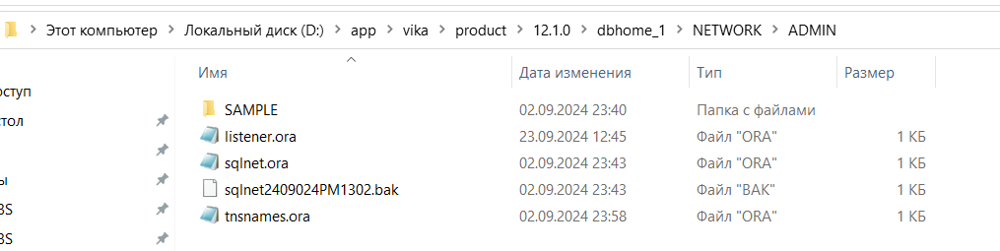 Этот компьютер > Локальный диск (D:) > app > vika > product > 12.1.0 > dbhome_1 > NETWORK > ADMIN
Имя Дата изменения Тип Размер
SAMPLE 02.09.2024 23:40 Папка с файлами
listener.ora 23.09.2024 12:45 Файл "ORA" 1 КБ
sqlnet.ora 02.09.2024 23:43 Файл "ORA" 1 КБ
sqlnet2409024PM1302.bak 02.09.2024 23:43 Файл "BAK" 1 КБ
tnsnames.ora 02.09.2024 23:58 Файл "ORA" 1 КБ
оступ
стол
ы
BS
BS